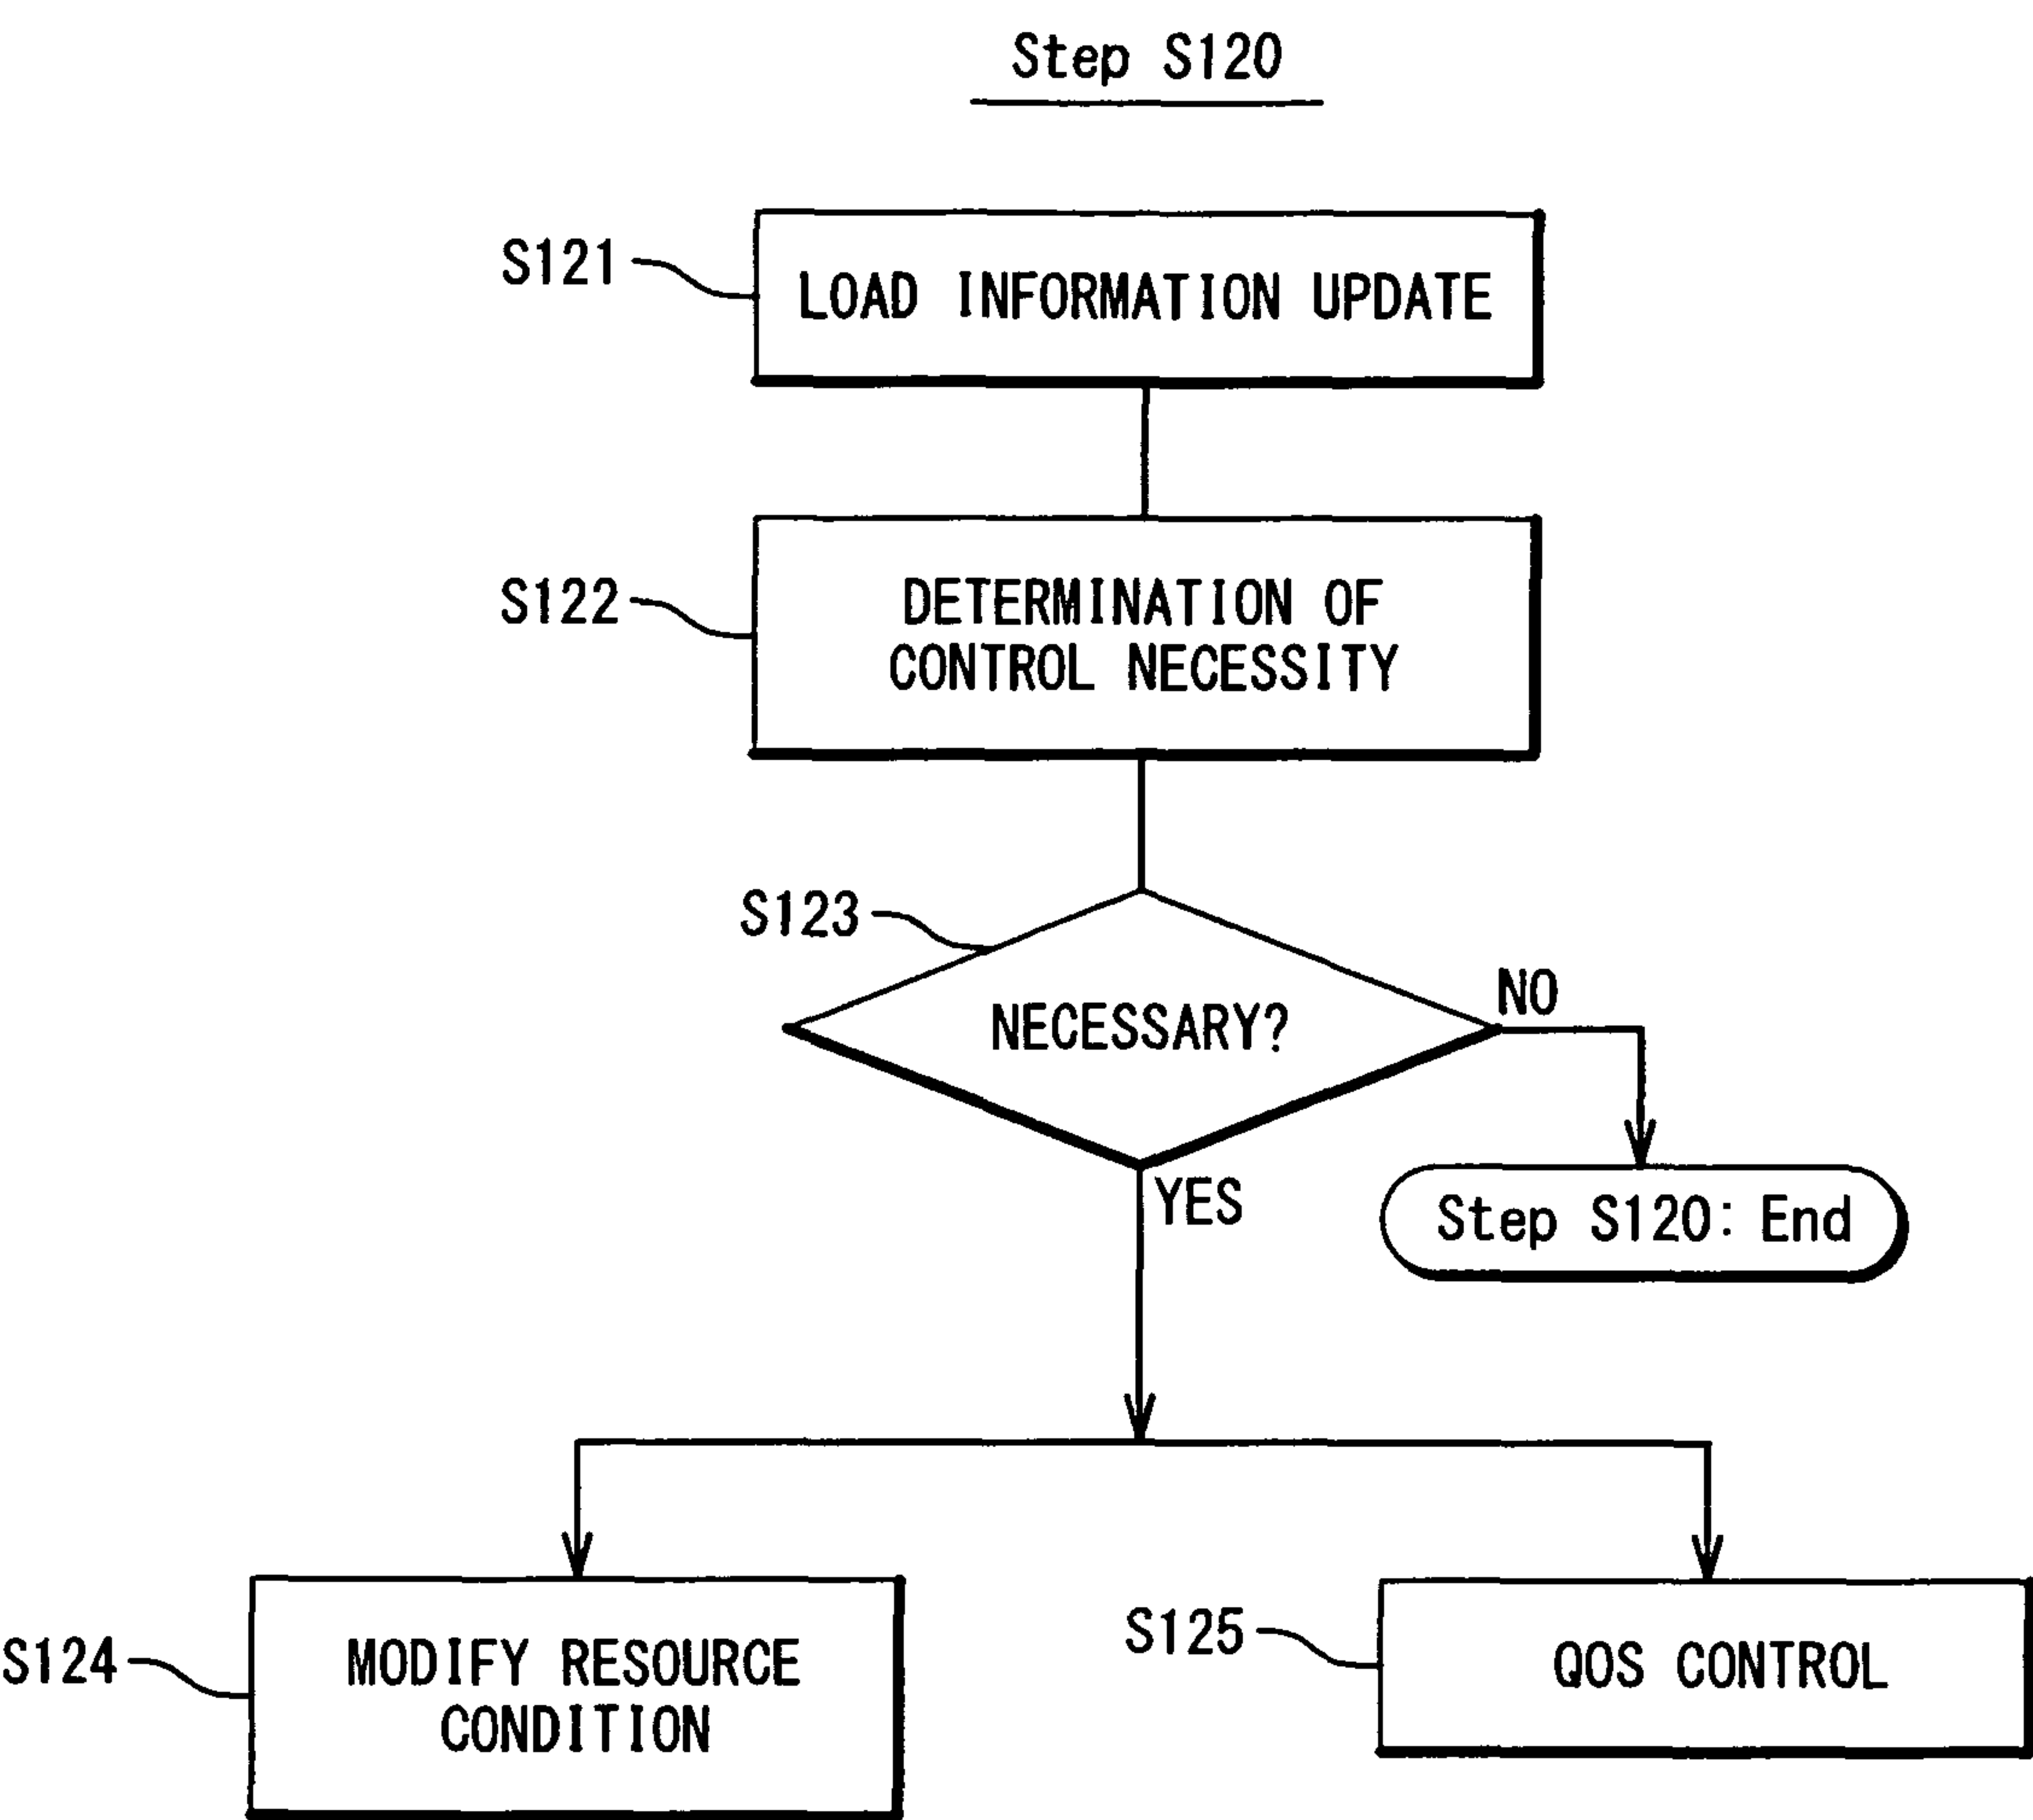 Step S120
S121
LOAD INFORMATION UPDATE
S122
DETERMINATION OF
CONTROL NECESSITY
S123
NECESSARY?
NO
YES
Step S120: End
S124
MODIFY RESOURCE
CONDITION
S125
QOS CONTROL